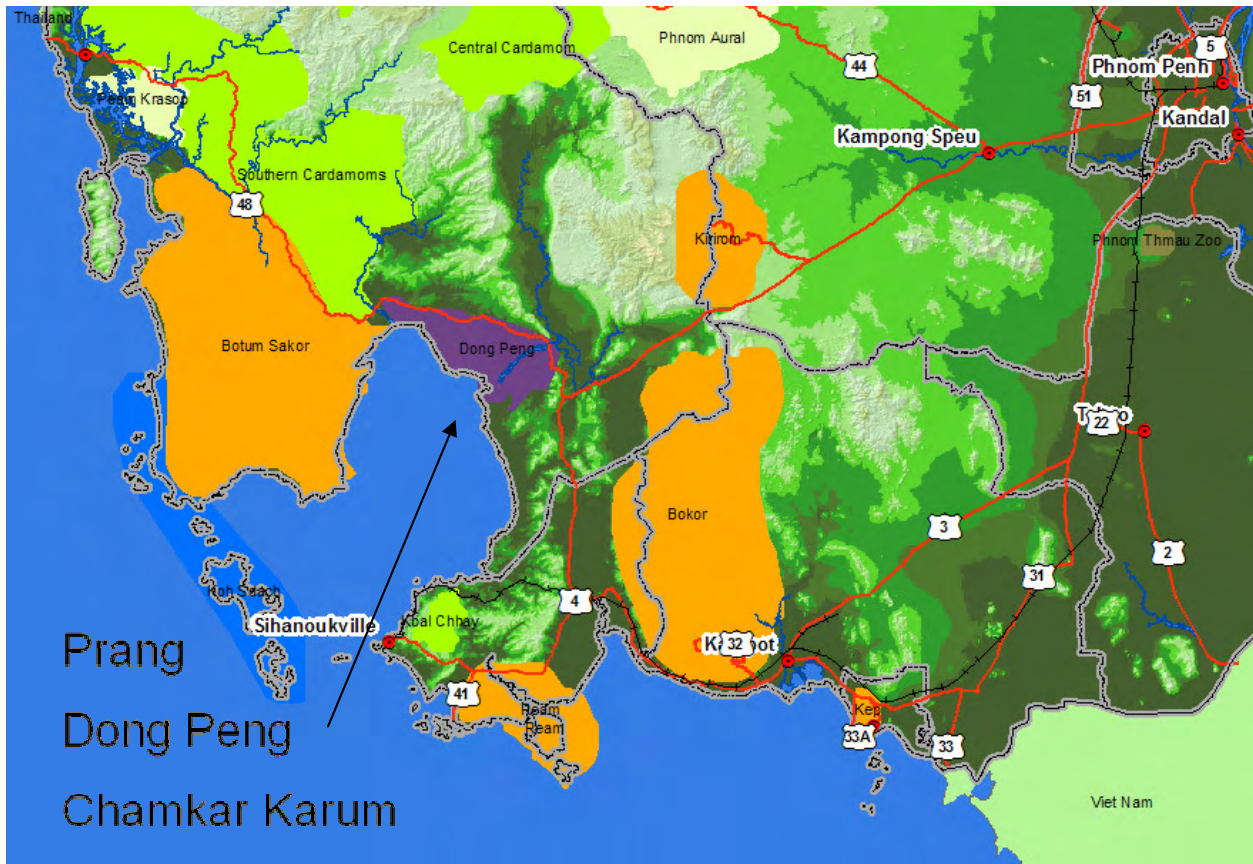 Thailand
Central Cardamom
Phnom Aural
5
Phnom Penh
44
51
Peam Krasop
Kandal
Kampong Speu
Southern Cardamoms
48
Kirirom
Phnom Thmau Zoo
Botum Sakor
Dong Peng
22
Bokor
3
2
31
Koh Smach
4
Sihanoukville
Kbal Chhay
32
Prang
41
Ream
Ream
Kep
Dong Peng
33A
33
Chamkar Karum
Viet Nam